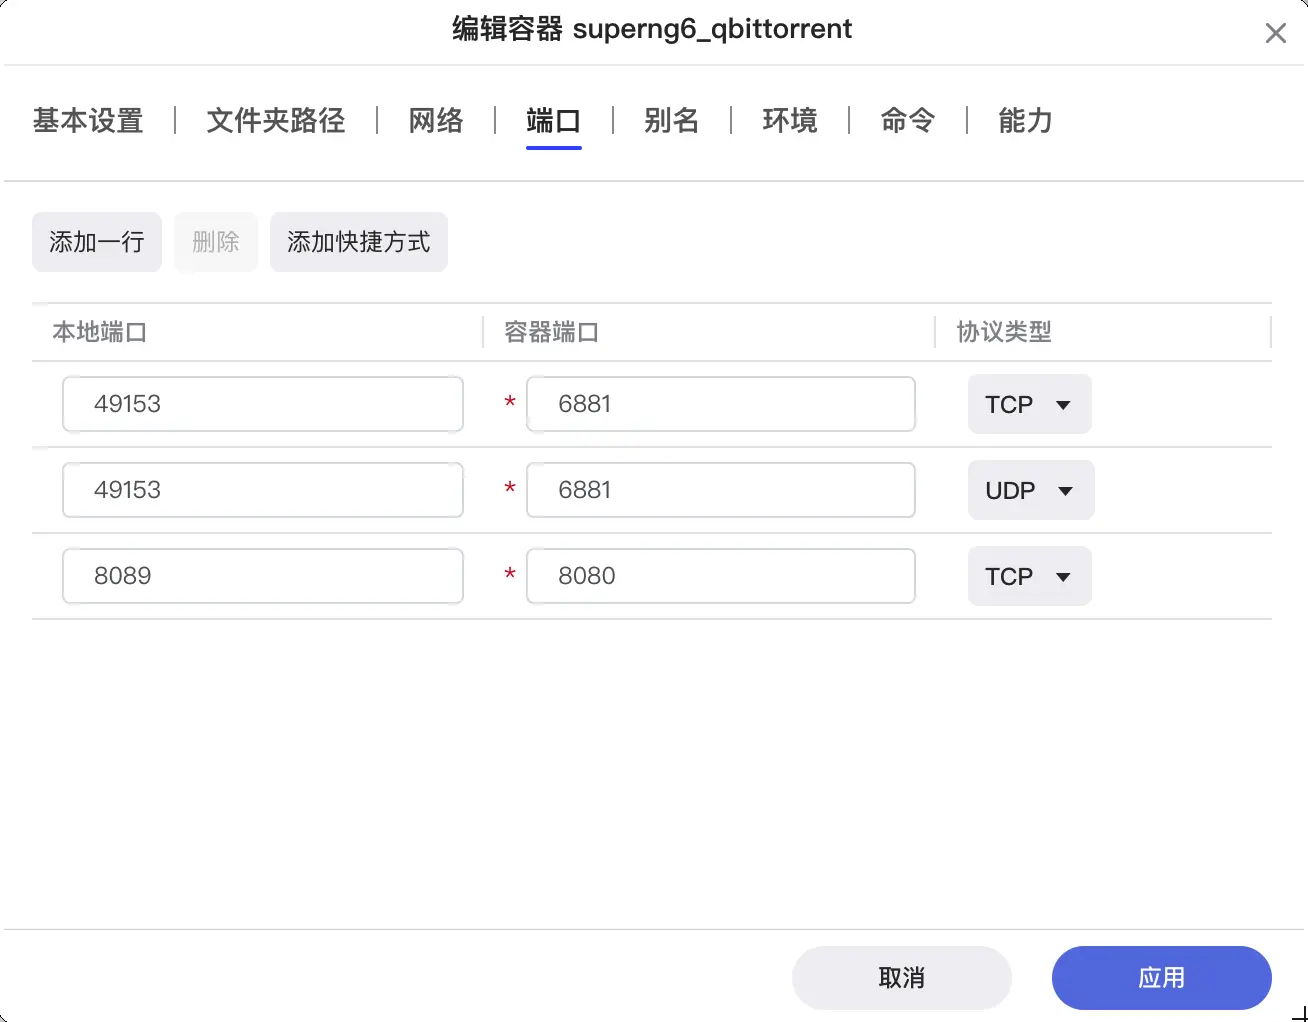 编辑容器 superng6_qbittorrent
基本设置 | 文件夹路径 | 网络 | 端口 | 别名 | 环境 | 命令 | 能力
添加一行 删除 添加快捷方式
本地端口 容器端口 协议类型
49153 * 6881 TCP
49153 * 6881 UDP
8089 * 8080 TCP
取消 应用